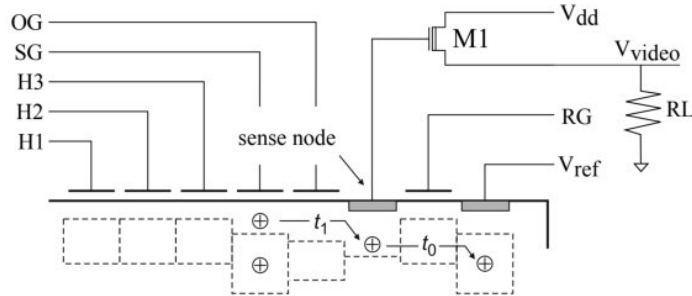 OG
SG
H3
H2
H1
sense node
M1
V_dd
V_video
RL
RG
V_ref
t_1
t_0